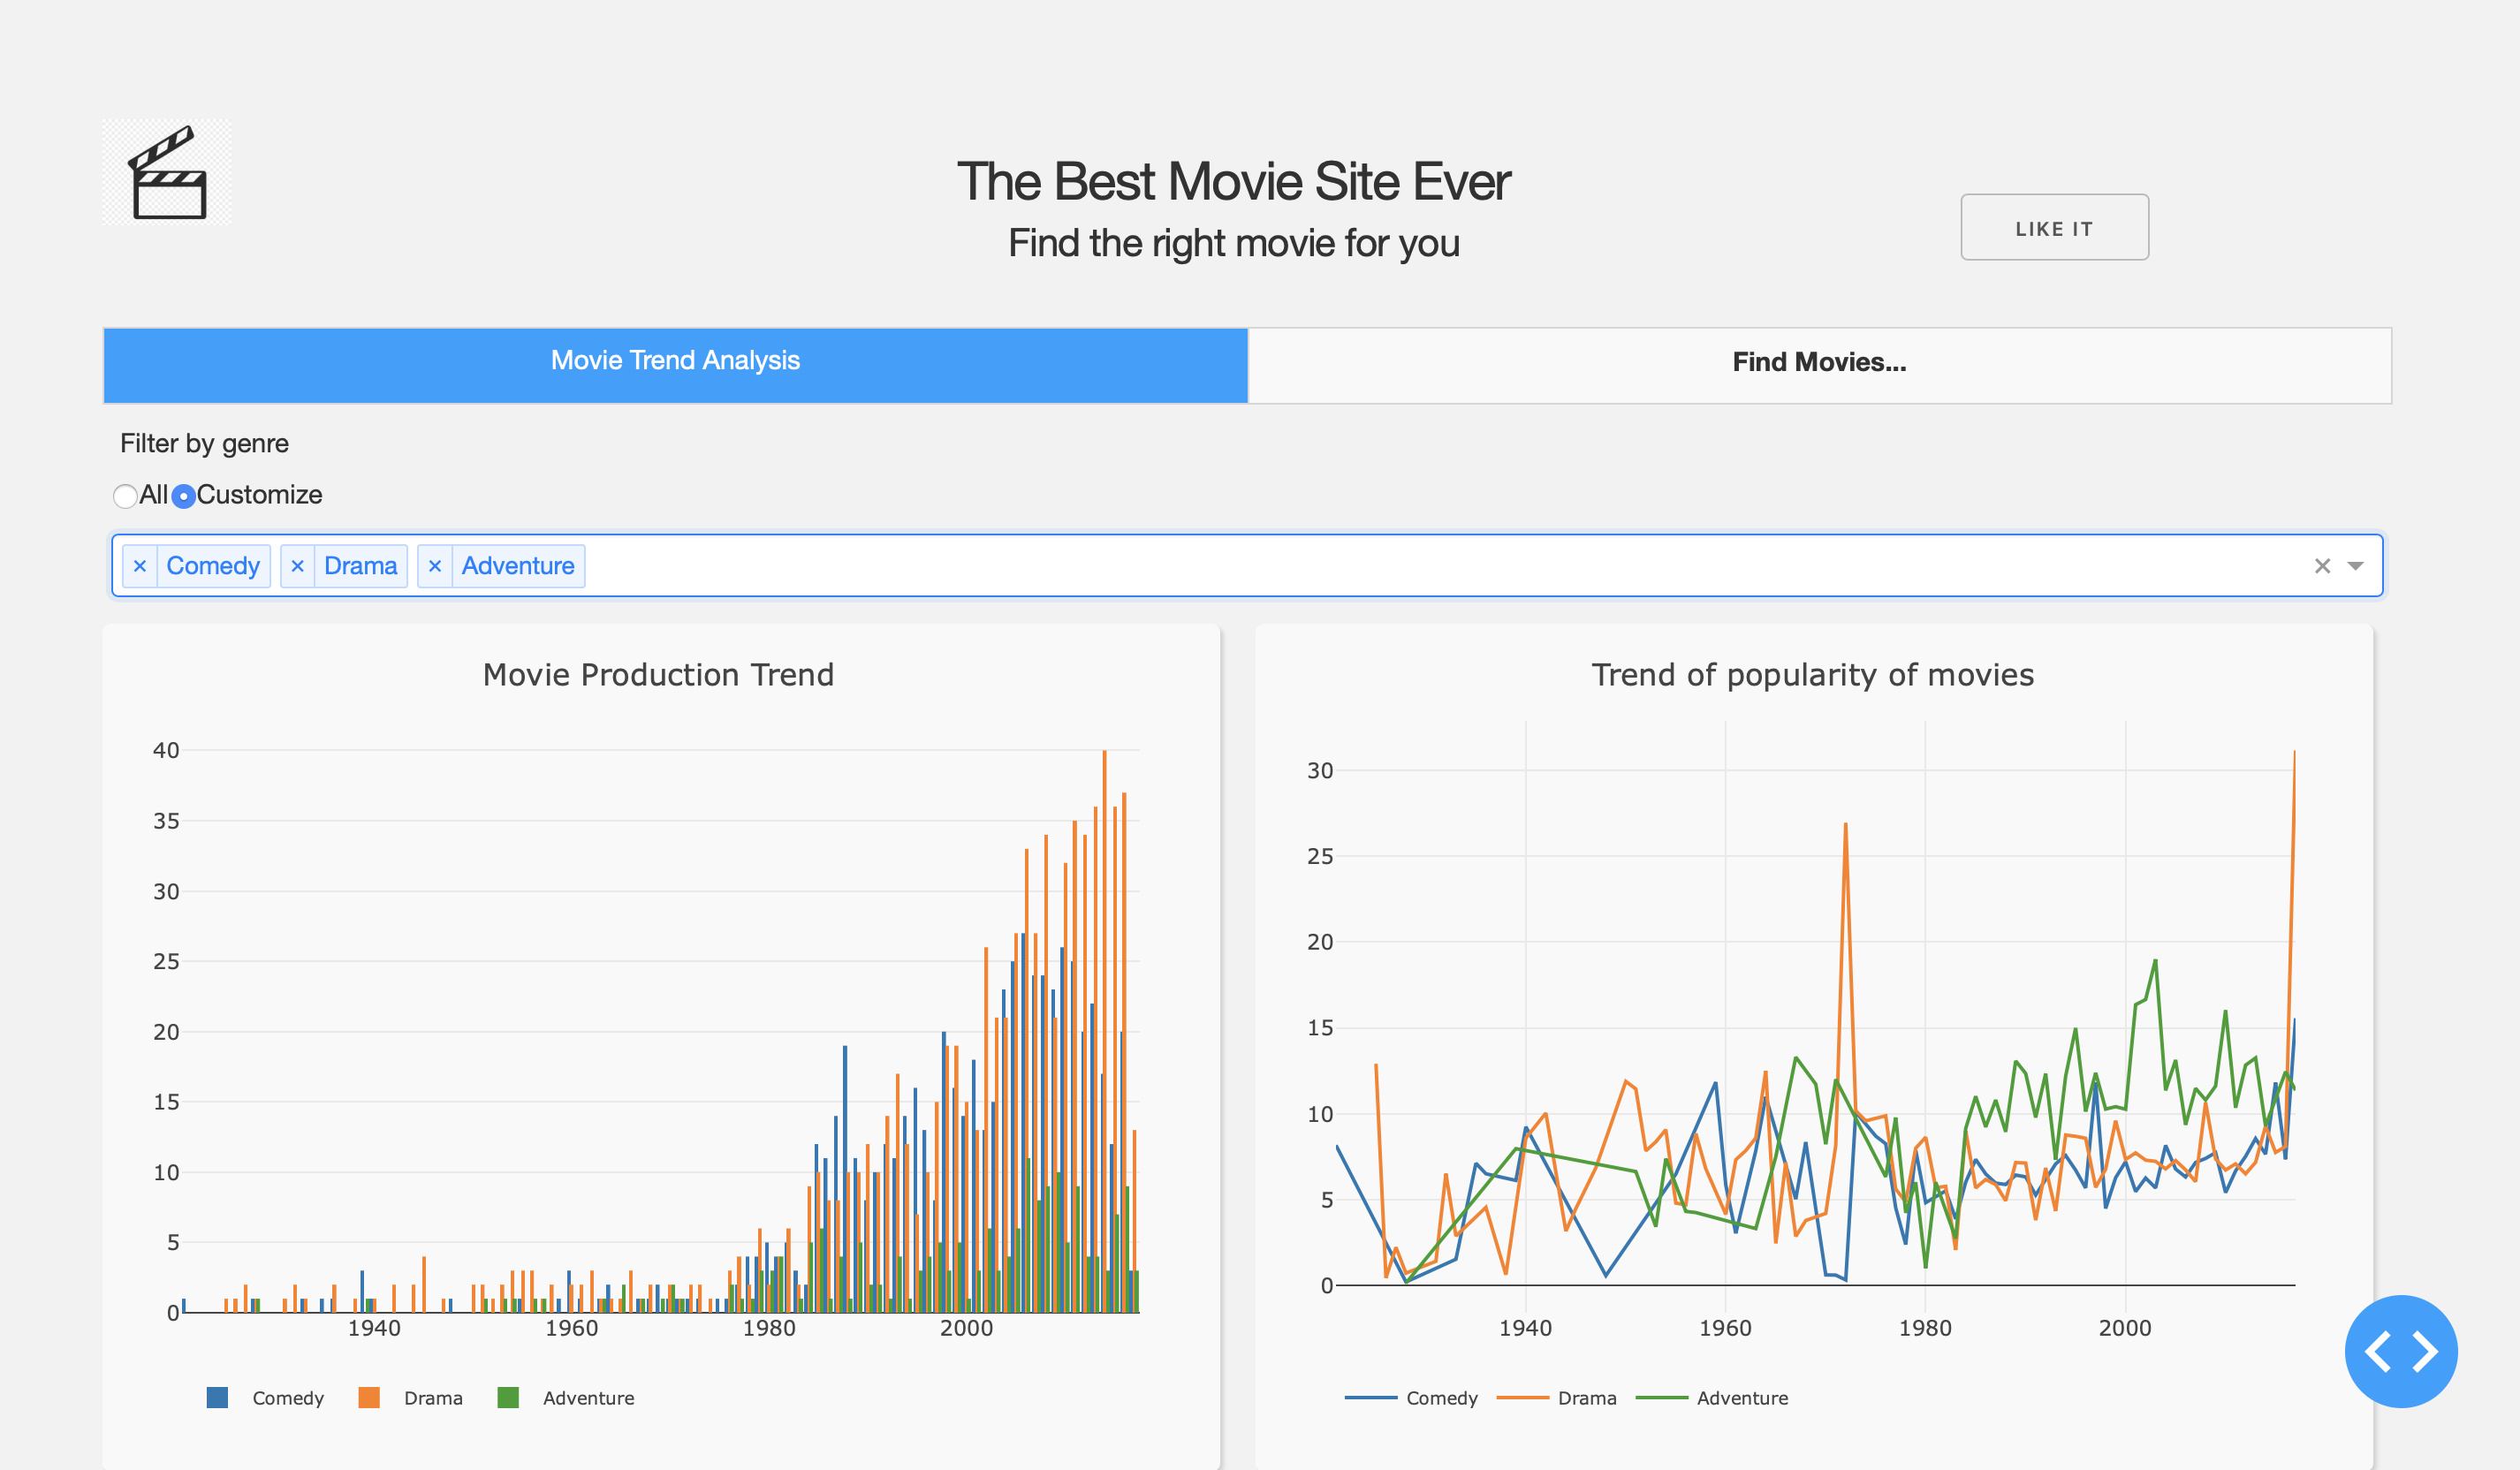 The Best Movie Site Ever
Find the right movie for you
LIKE IT
Movie Trend Analysis
Find Movies...
Filter by genre
All Customize
× Comedy × Drama × Adventure ×
Movie Production Trend
40
35
30
25
20
15
10
5
0
1940 1960 1980 2000
Comedy Drama Adventure
Trend of popularity of movies
30
25
20
15
10
5
0
1940 1960 1980 2000
Comedy Drama Adventure